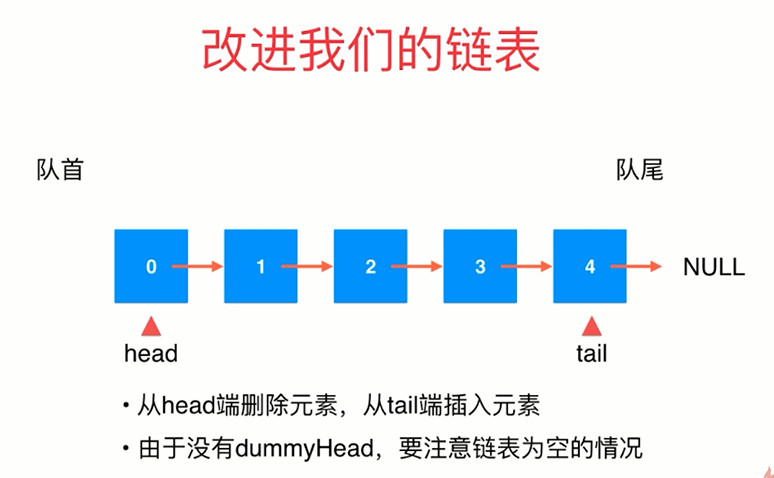 改进我们的链表
队首 队尾
0 1 2 3 4 NULL
head tail
•从head端删除元素，从tail端插入元素
•由于没有dummyHead，要注意链表为空的情况